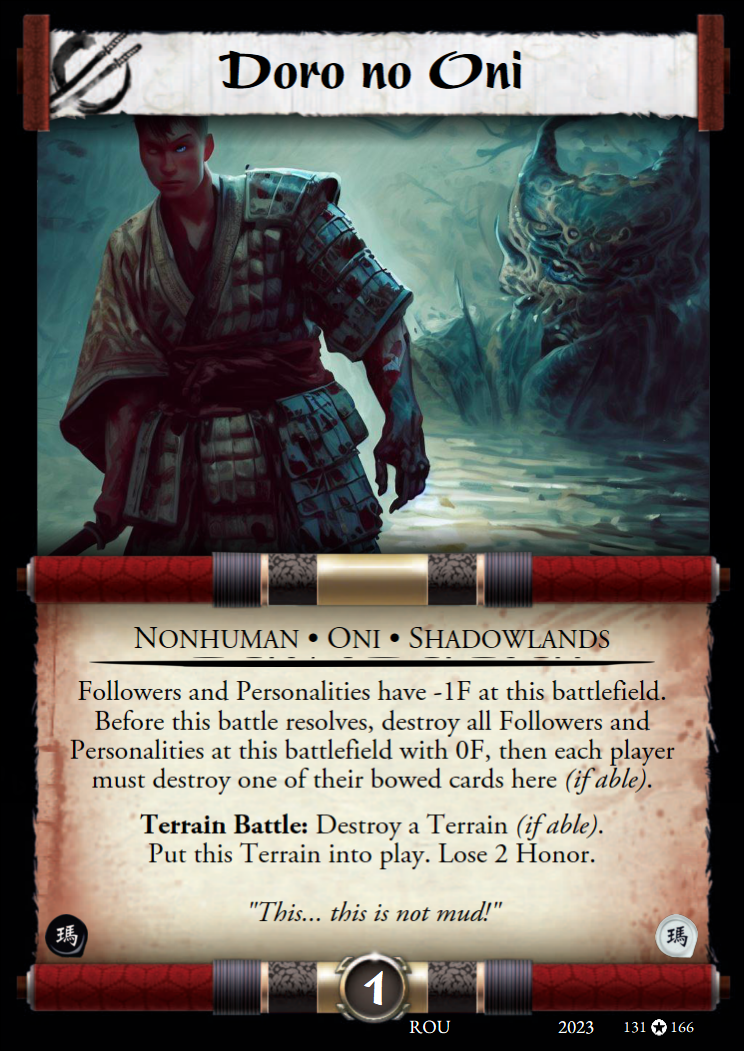 Doro no Oni
Nonhuman • Oni • Shadowlands
Followers and Personalities have -1F at this battlefield.
Before this battle resolves, destroy all Followers and
Personalities at this battlefield with 0F, then each player
must destroy one of their bowed cards here (if able).
Terrain Battle: Destroy a Terrain (if able).
Put this Terrain into play. Lose 2 Honor.
"This... this is not mud!"
瑪 瑪
1
ROU 2023 131 ✪ 166